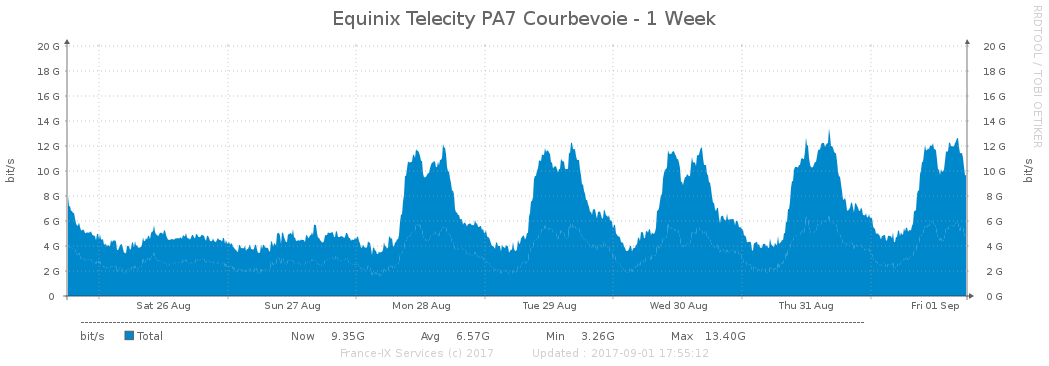 Equinix Telecity PA7 Courbevoie - 1 Week
RRDTOOL / TOBI OETIKER
20 G 20 G
18 G 18 G
16 G 16 G
14 G 14 G
12 G 12 G
10 G 10 G
8 G 8 G
6 G 6 G
4 G 4 G
2 G 2 G
0 0 G
bit/s
bit/s
Sat 26 Aug Sun 27 Aug Mon 28 Aug Tue 29 Aug Wed 30 Aug Thu 31 Aug Fri 01 Sep
bit/s Total Now 9.35G Avg 6.57G Min 3.26G Max 13.40G
France-IX Services (c) 2017 Updated : 2017-09-01 17:55:12